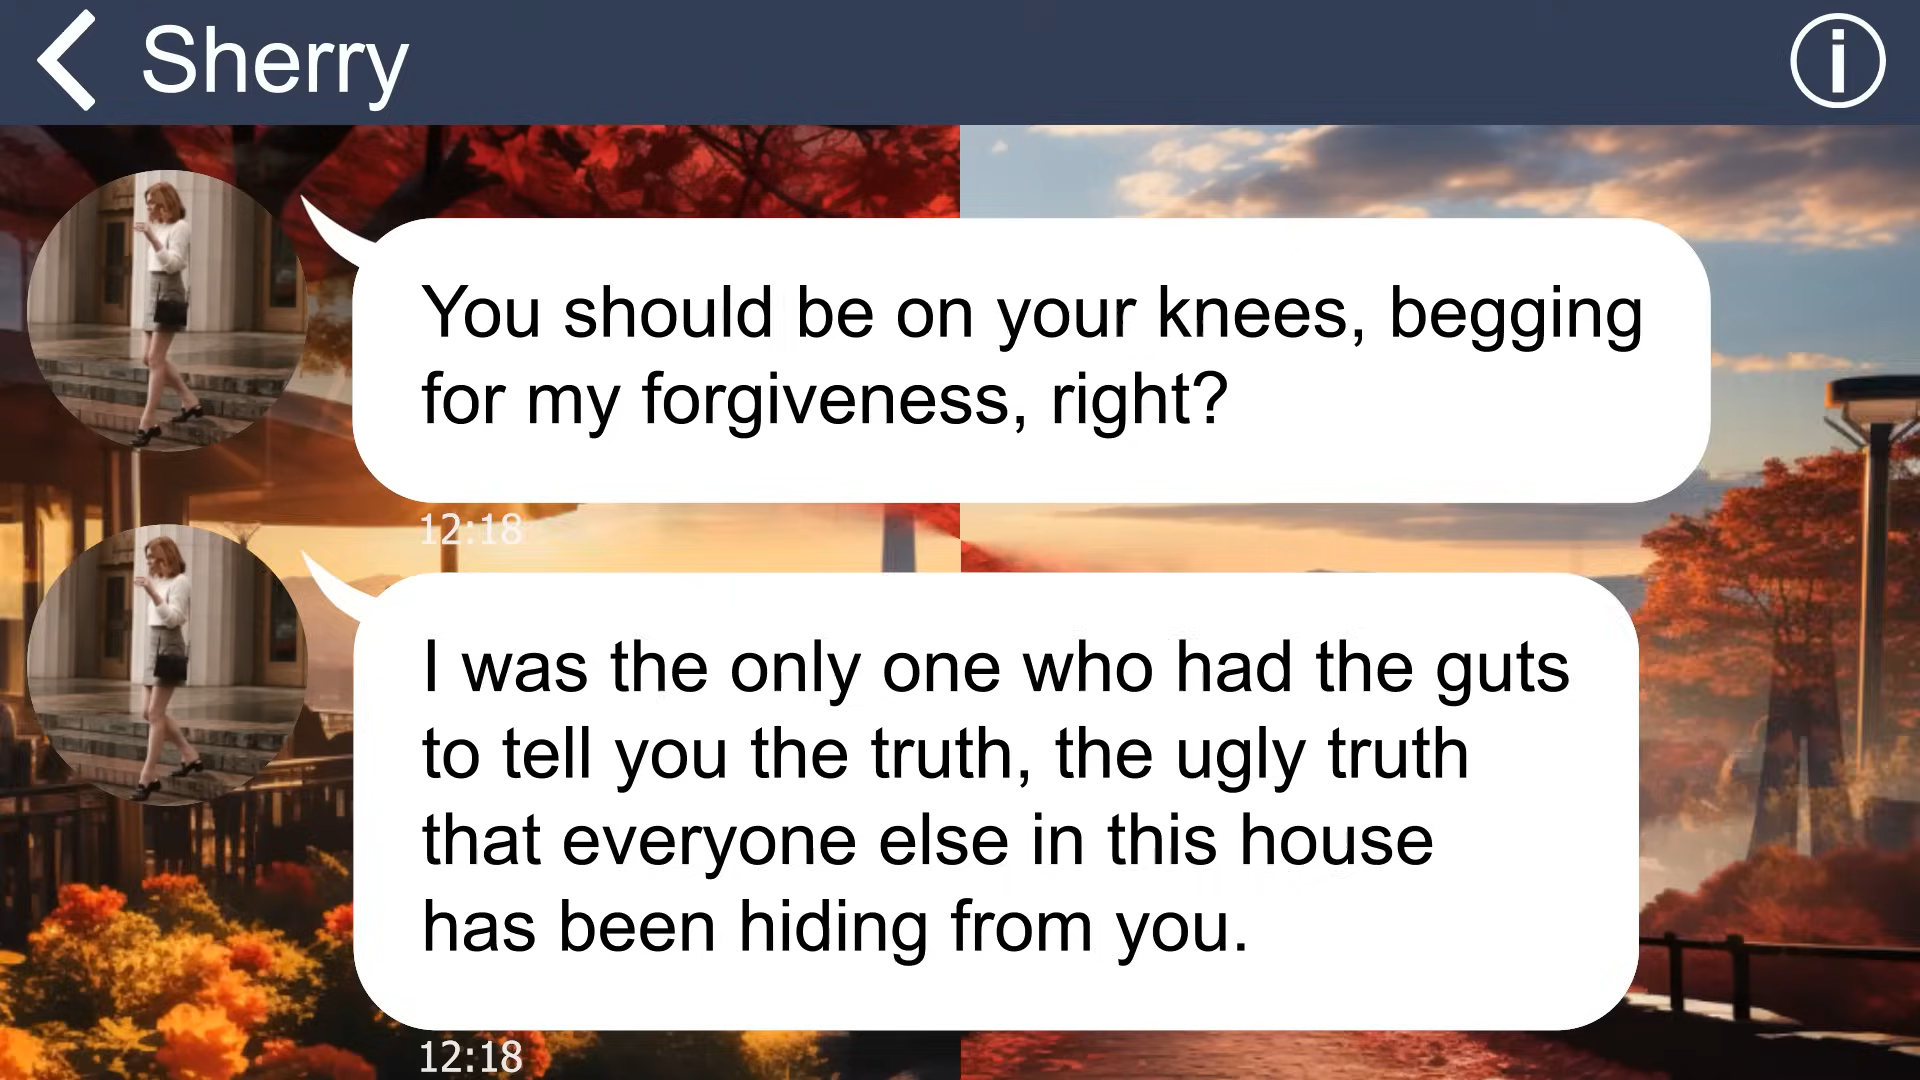 Sherry
You should be on your knees, begging
for my forgiveness, right?
12:18
I was the only one who had the guts
to tell you the truth, the ugly truth
that everyone else in this house
has been hiding from you.
12:18